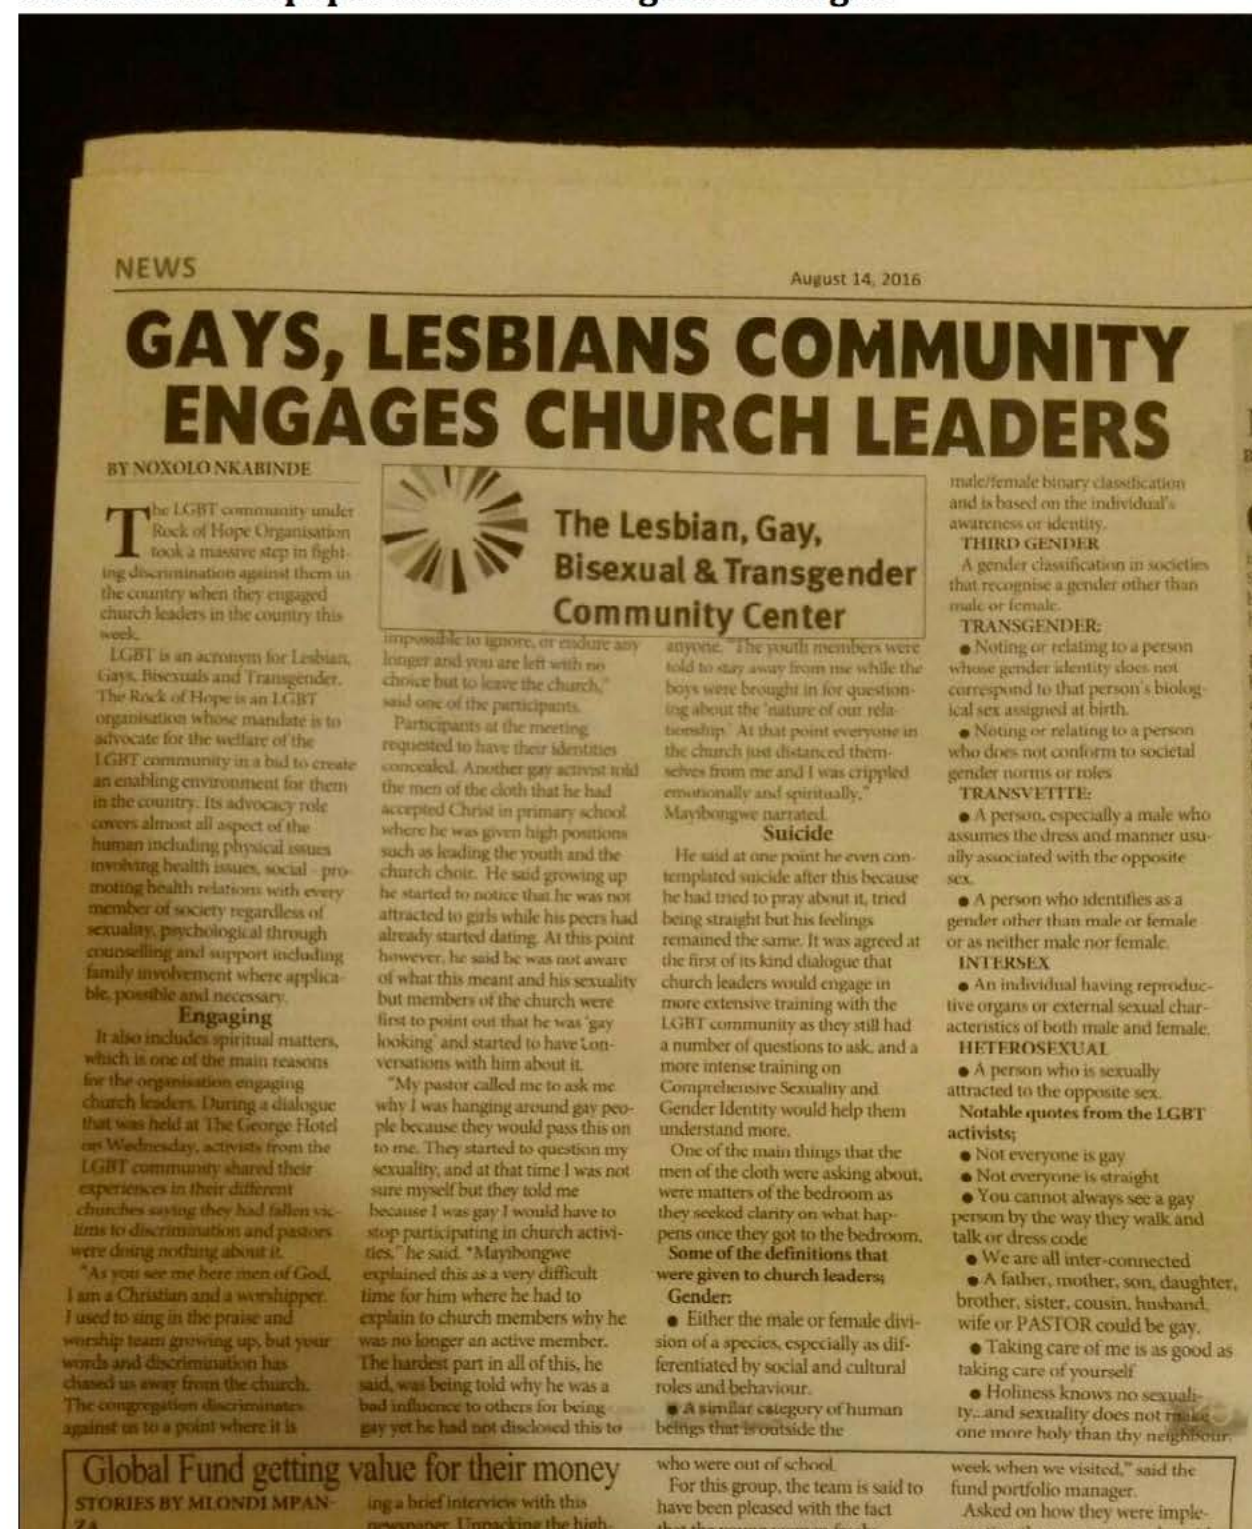 NEWS
August 14, 2016
GAYS, LESBIANS COMMUNITY
ENGAGES CHURCH LEADERS
BY NOXOLO NKABINDE
The LGBT community under
Rock of Hope Organisation
took a massive step in fight-
ing discrimination against them in
the country when they engaged
church leaders in the country this
week.
LGBT is an acronym for Lesbian,
Gays, Bisexuals and Transgender.
The Rock of Hope is an LGBT
organisation whose mandate is to
advocate for the welfare of the
LGBT community in a bid to create
an enabling environment for them
in the country. Its advocacy role
covers almost all aspect of the
human including physical issues
involving health issues, social - pro-
moting health relations with every
member of society regardless of
sexuality, psychological through
counselling and support including
family involvement where applica-
ble, possible and necessary.
Engaging
It also includes spiritual matters,
which is one of the main reasons
for the organisation engaging
church leaders. During a dialogue
that was held at The George Hotel
on Wednesday, activists from the
LGBT community shared their
experiences in their different
churches saying they had fallen vic-
tims to discrimination and pastors
were doing nothing about it.
"As you see me here men of God,
I am a Christian and a worshipper.
I used to sing in the praise and
worship team growing up, but your
words and discrimination has
chased us away from the church.
The congregation discriminates
against us to a point where it is
The Lesbian, Gay,
Bisexual & Transgender
Community Center
impossible to ignore, or endure any
longer and you are left with no
choice but to leave the church,"
said one of the participants.
Participants at the meeting
requested to have their identities
concealed. Another gay activist told
the men of the cloth that he had
accepted Christ in primary school
where he was given high positions
such as leading the youth and the
church choir. He said growing up
he started to notice that he was not
attracted to girls while his peers had
already started dating. At this point
however, he said he was not aware
of what this meant and his sexuality
but members of the church were
first to point out that he was 'gay
looking' and started to have con-
versations with him about it.
"My pastor called me to ask me
why I was hanging around gay peo-
ple because they would pass this on
to me. They started to question my
sexuality, and at that time I was not
sure myself but they told me
because I was gay I would have to
stop participating in church activi-
ties," he said. *Mayibongwe
explained this as a very difficult
time for him where he had to
explain to church members why he
was no longer an active member.
The hardest part in all of this, he
said, was being told why he was a
bad influence to others for being
gay yet he had not disclosed this to
anyone. "The youth members were
told to stay away from me while the
boys were brought in for question-
ing about the 'nature of our rela-
tionship.' At that point everyone in
the church just distanced them-
selves from me and I was crippled
emotionally and spiritually,"
Mayibongwe narrated.
Suicide
He said at one point he even con-
templated suicide after this because
he had tried to pray about it, tried
being straight but his feelings
remained the same. It was agreed at
the first of its kind dialogue that
church leaders would engage in
more extensive training with the
LGBT community as they still had
a number of questions to ask, and a
more intense training on
Comprehensive Sexuality and
Gender Identity would help them
understand more.
One of the main things that the
men of the cloth were asking about,
were matters of the bedroom as
they seeked clarity on what hap-
pens once they got to the bedroom.
Some of the definitions that
were given to church leaders;
Gender:
● Either the male or female divi-
sion of a species, especially as dif-
ferentiated by social and cultural
roles and behaviour.
● A similar category of human
beings that is outside the
male/female binary classification
and is based on the individual's
awareness or identity.
THIRD GENDER
A gender classification in societies
that recognise a gender other than
male or female.
TRANSGENDER:
● Noting or relating to a person
whose gender identity does not
correspond to that person's biolog-
ical sex assigned at birth.
● Noting or relating to a person
who does not conform to societal
gender norms or roles
TRANSVETITE:
● A person, especially a male who
assumes the dress and manner usu-
ally associated with the opposite
sex.
● A person who identifies as a
gender other than male or female
or as neither male nor female.
INTERSEX
● An individual having reproduc-
tive organs or external sexual char-
acteristics of both male and female.
HETEROSEXUAL
● A person who is sexually
attracted to the opposite sex.
Notable quotes from the LGBT
activists;
● Not everyone is gay
● Not everyone is straight
● You cannot always see a gay
person by the way they walk and
talk or dress code
● We are all inter-connected
● A father, mother, son, daughter,
brother, sister, cousin, husband,
wife or PASTOR could be gay.
● Taking care of me is as good as
taking care of yourself
● Holiness knows no sexuali-
ty...and sexuality does not make
one more holy than thy neighbour.
Global Fund getting value for their money
STORIES BY MLONDI MPAN-
ZA
ing a brief interview with this
newspaper. Unpacking the high-
who were out of school.
For this group, the team is said to
have been pleased with the fact
week when we visited," said the
fund portfolio manager.
Asked on how they were imple-